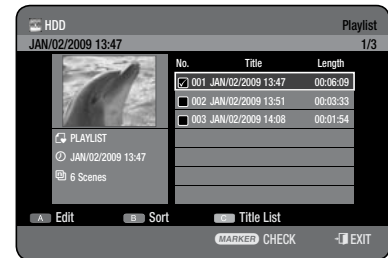 HDD Playlist
JAN/02/2009 13:47 1/3
No. Title Length
001 JAN/02/2009 13:47 00:06:09
002 JAN/02/2009 13:51 00:03:33
003 JAN/02/2009 14:08 00:01:54
PLAYLIST
JAN/02/2009 13:47
6 Scenes
A Edit B Sort C Title List
MARKER CHECK EXIT